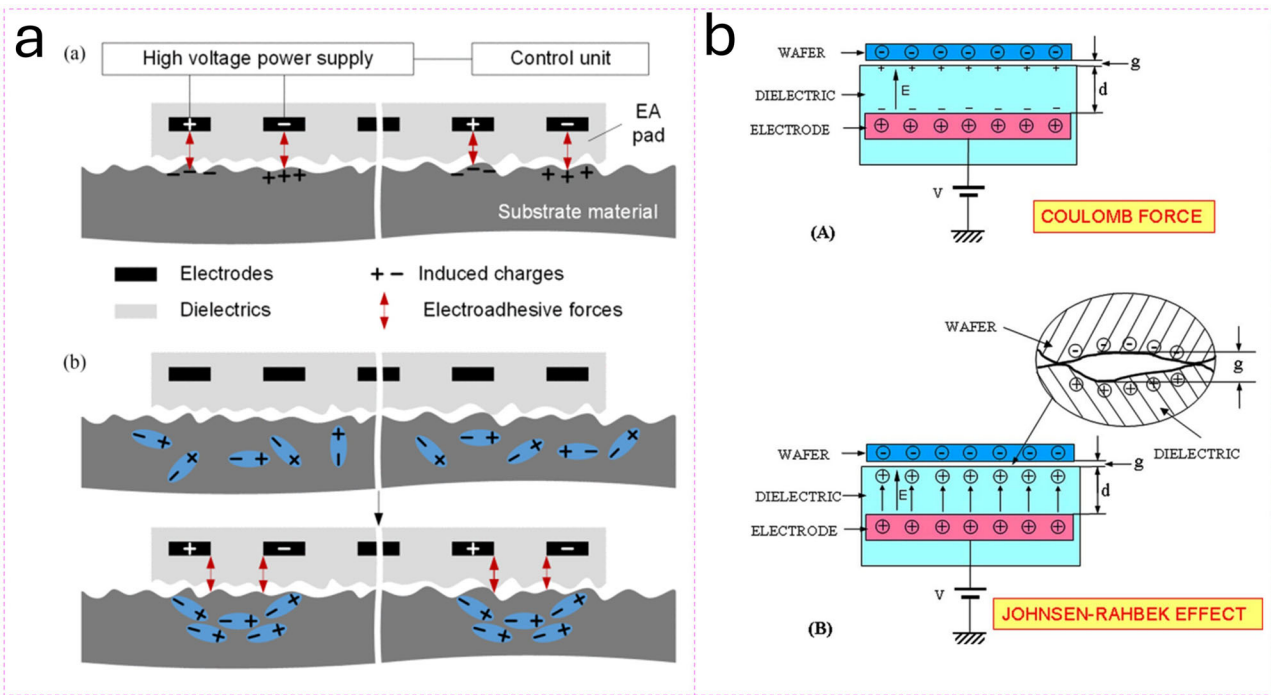 a
(a)
High voltage power supply
Control unit
+ − + −
EA
pad
− − − + + + − − − + + +
Substrate material
Electrodes
+ − Induced charges
Dielectrics
Electroadhesive forces
(b)
b
WAFER
g
DIELECTRIC
E
d
ELECTRODE
V
COULOMB FORCE
(A)
WAFER
g
DIELECTRIC
WAFER
g
DIELECTRIC
E
d
ELECTRODE
V
JOHNSEN-RAHBEK EFFECT
(B)